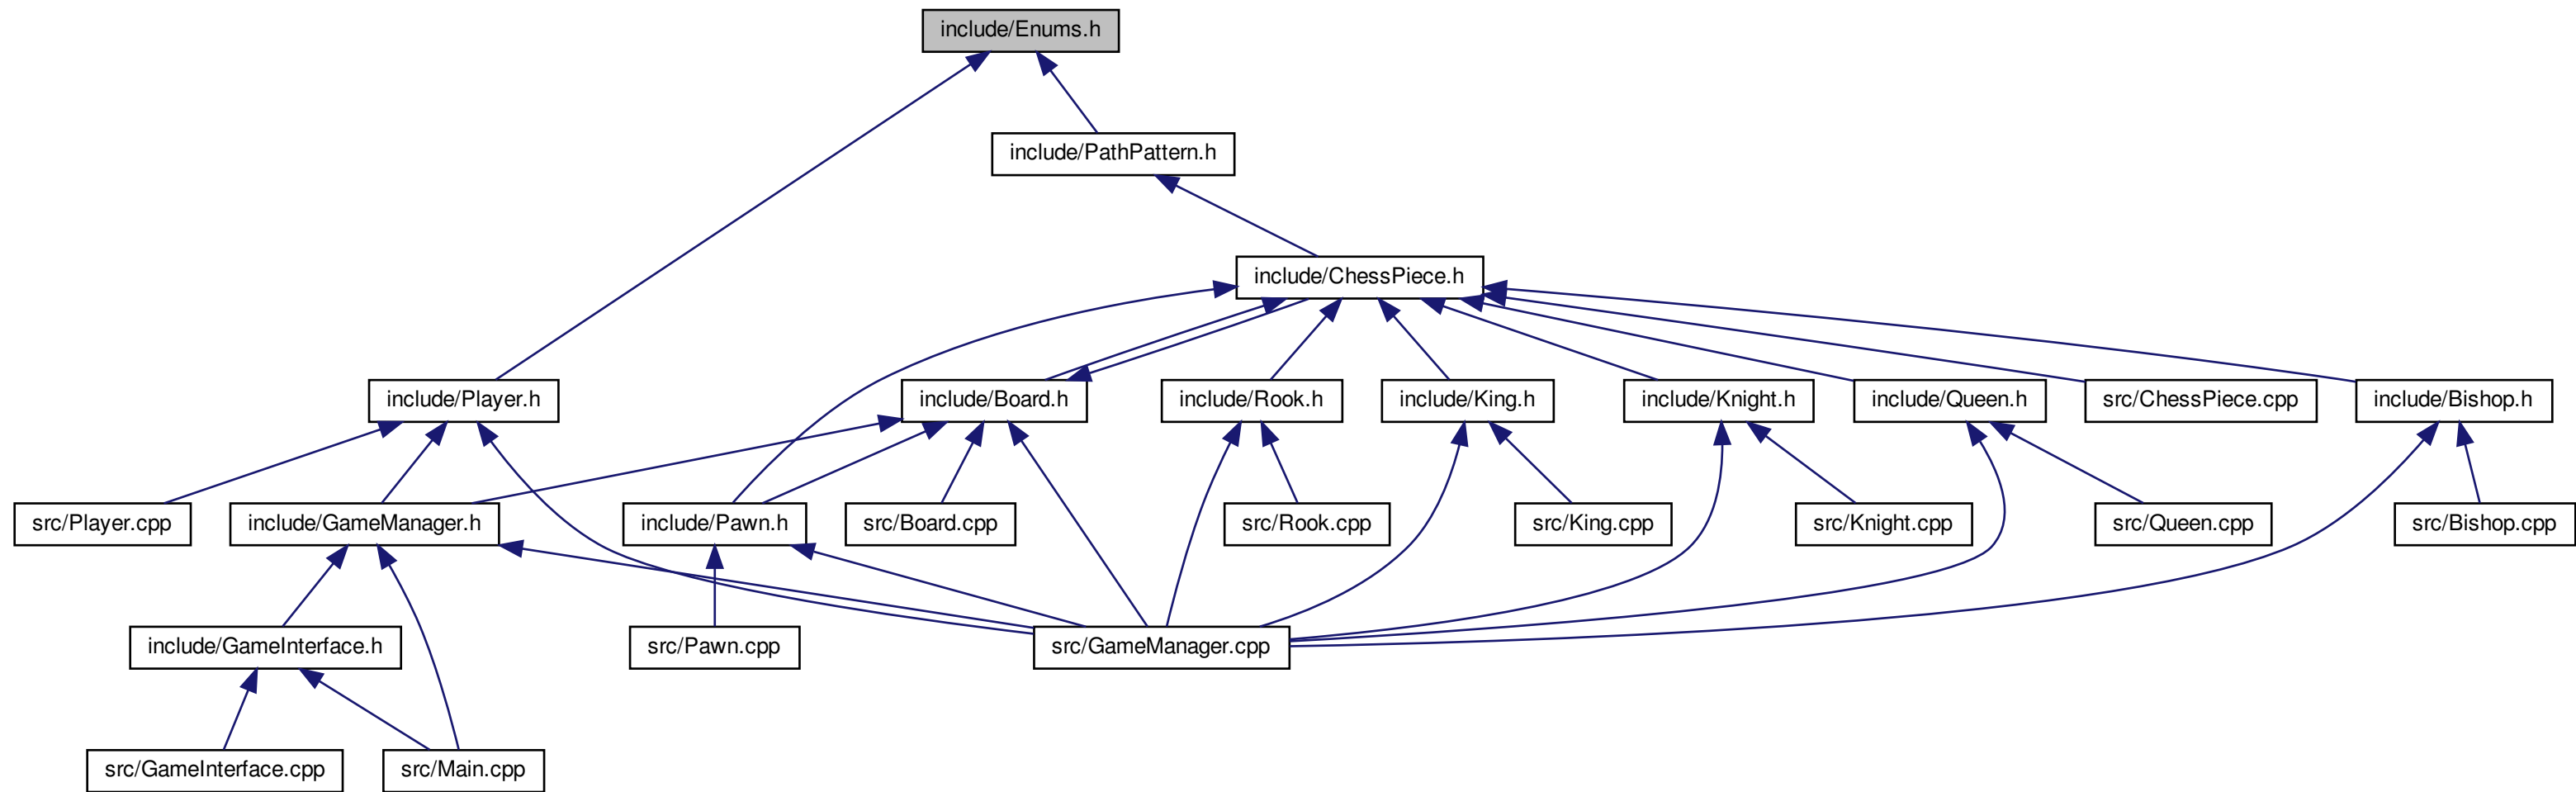 include/Enums.h
include/PathPattern.h
include/ChessPiece.h
include/Player.h
include/Board.h
include/Rook.h
include/King.h
include/Knight.h
include/Queen.h
src/ChessPiece.cpp
include/Bishop.h
src/Player.cpp
include/GameManager.h
include/Pawn.h
src/Board.cpp
src/Rook.cpp
src/King.cpp
src/Knight.cpp
src/Queen.cpp
src/Bishop.cpp
include/GameInterface.h
src/Pawn.cpp
src/GameManager.cpp
src/GameInterface.cpp
src/Main.cpp